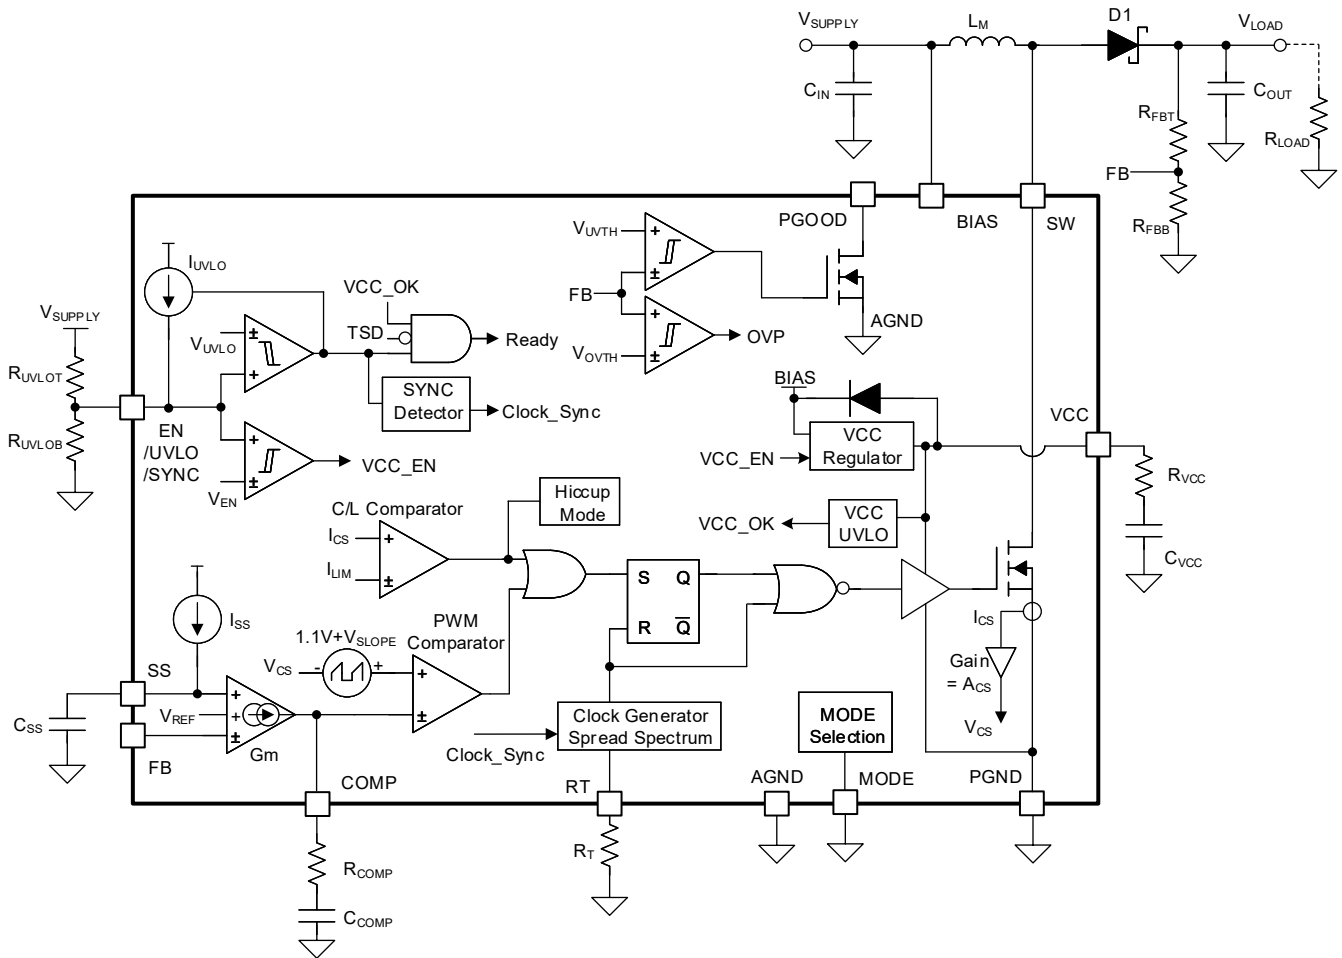 VSUPPLY
LM
D1
VLOAD
CIN
COUT
RFBT
RLOAD
FB
RFBB
PGOOD
BIAS
SW
IUVLO
VUVTH
VCC_OK
FB
VSUPPLY
TSD
Ready
AGND
VUVLO
OVP
VOVTH
RUVLOT
SYNC
Detector
Clock_Sync
BIAS
VCC
EN
/UVLO
/SYNC
RUVLOB
VCC_EN
VCC_EN
VCC
Regulator
VEN
RVCC
C/L Comparator
Hiccup
Mode
ICS
VCC_OK
VCC
UVLO
ILIM
CVCC
S
Q
R
Q̅
ISS
PWM
Comparator
1.1V+VSLOPE
ICS
VCS
-
+
Gain
= ACS
VCS
SS
VREF
CSS
Gm
FB
Clock_Sync
Clock Generator
Spread Spectrum
MODE
Selection
COMP
RT
AGND
MODE
PGND
RT
RCOMP
CCOMP